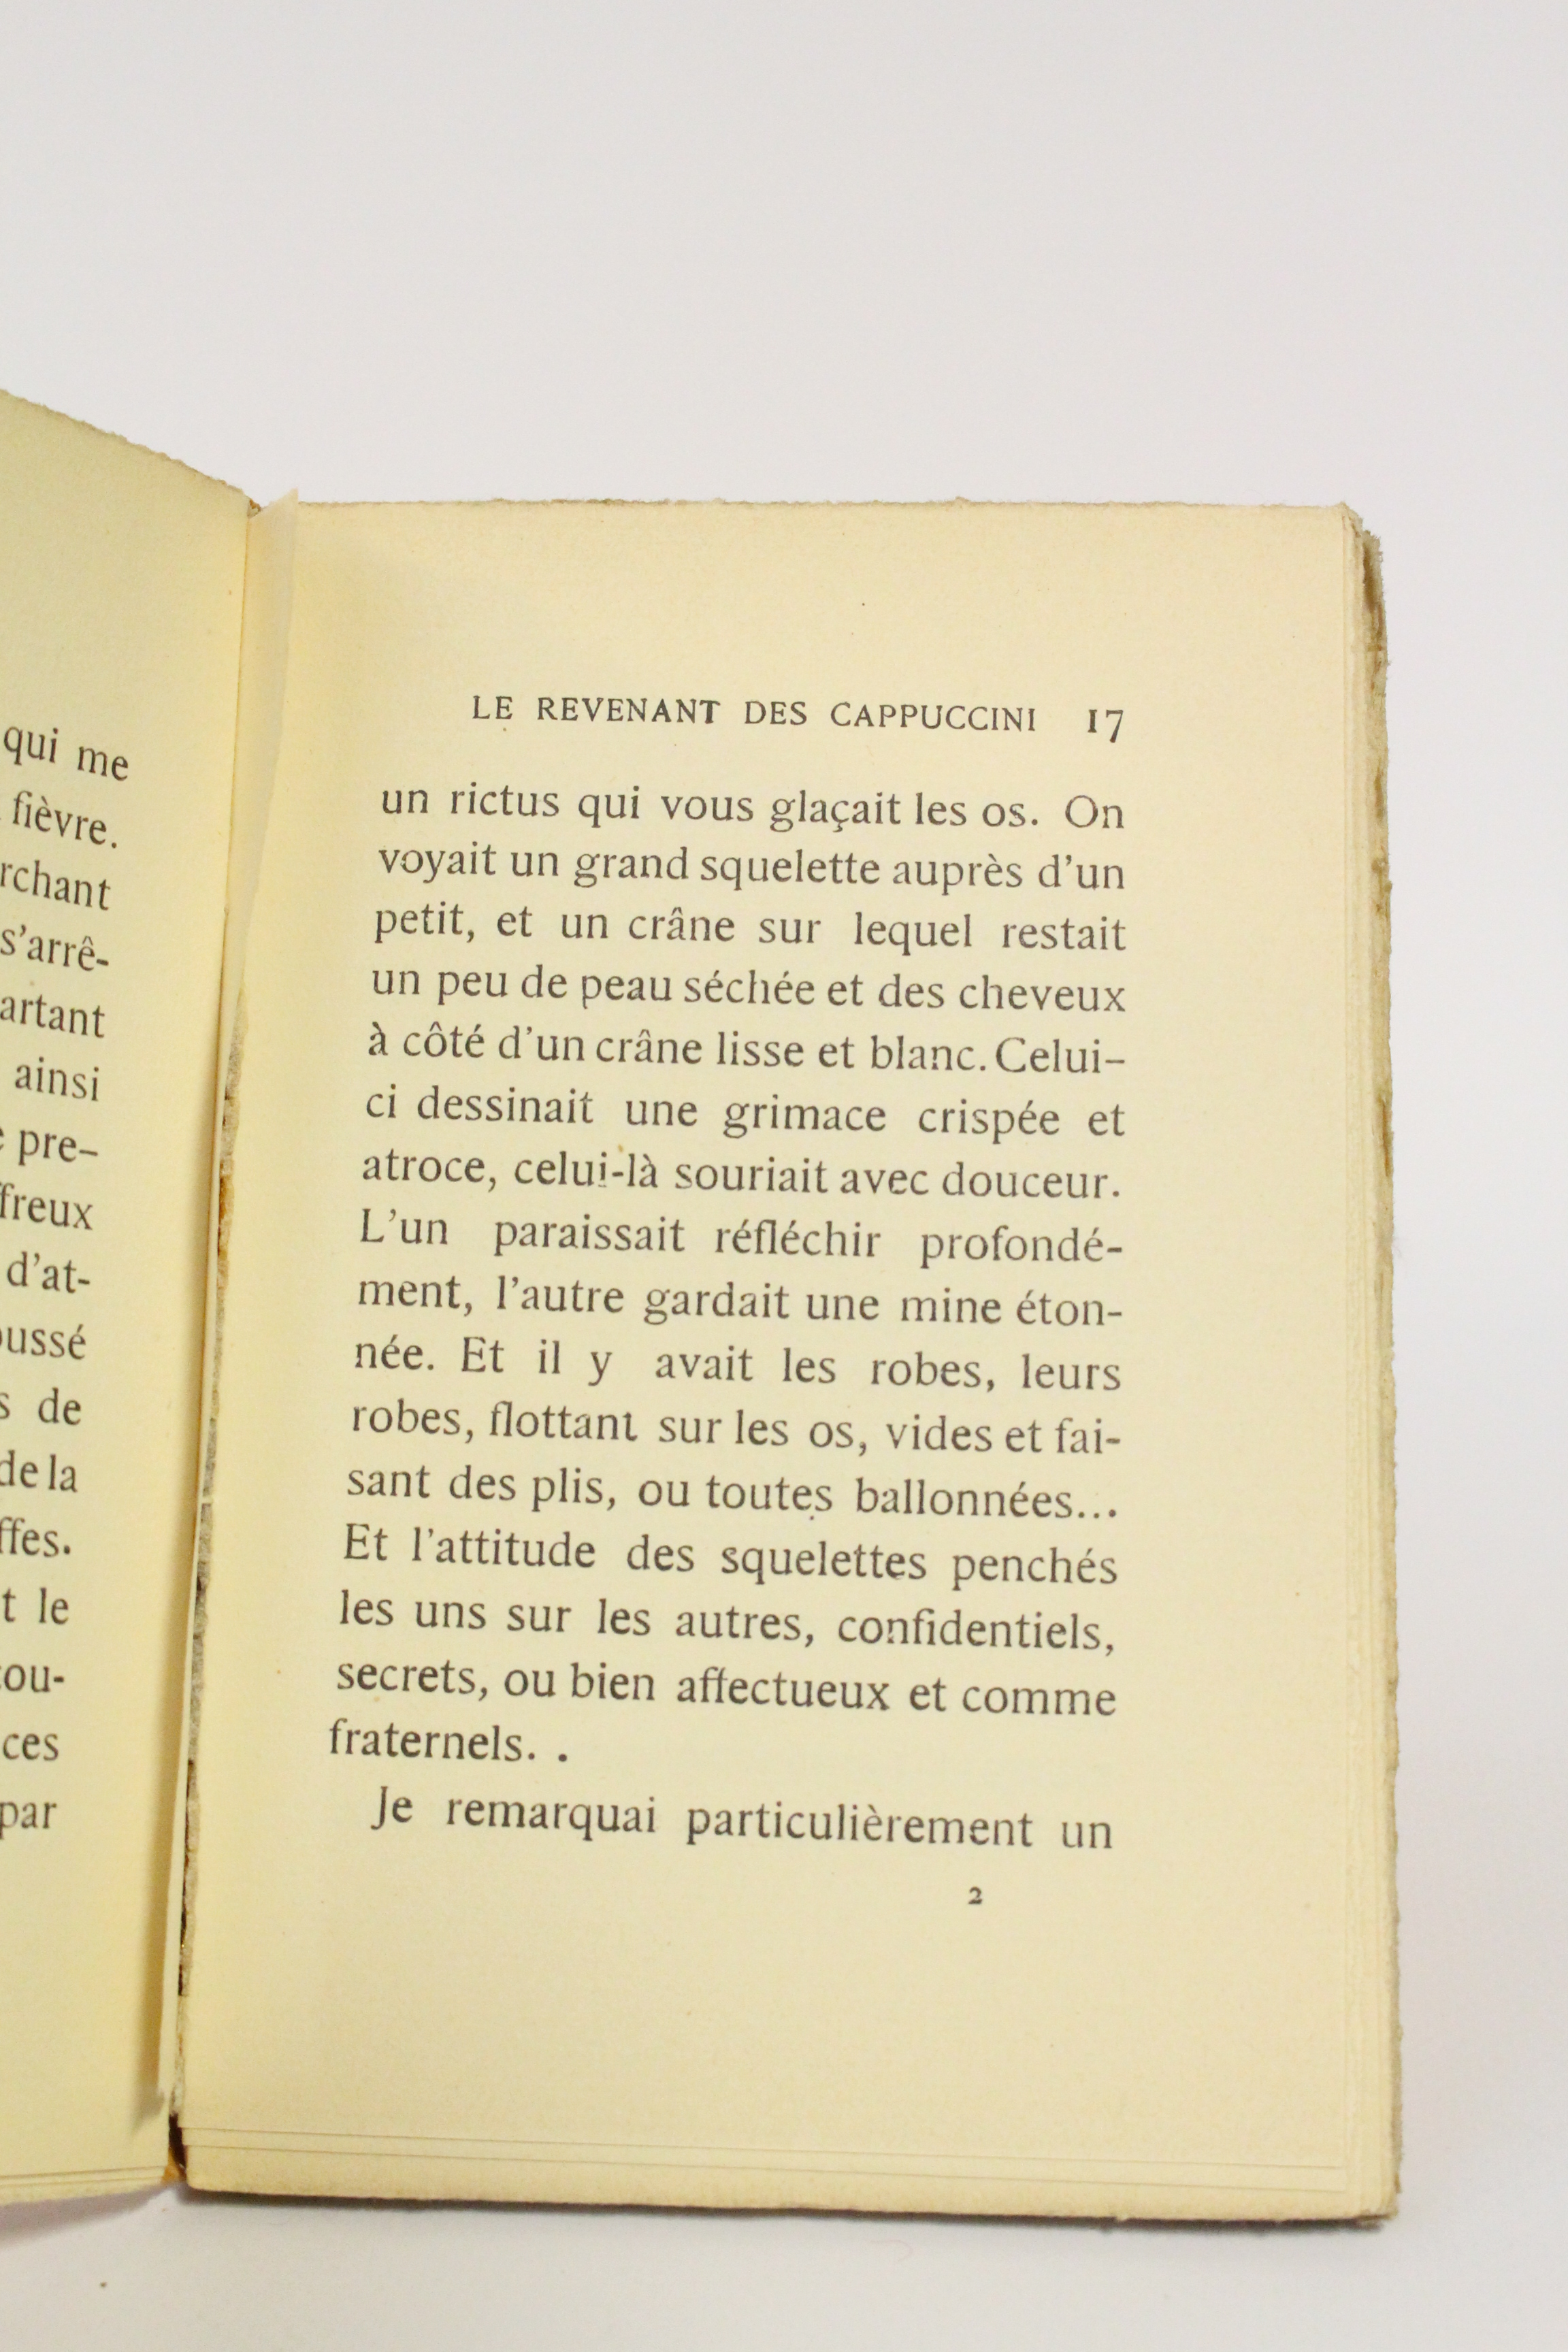 qui me
fièvre.
rchant
s'arrê-
artant
ainsi
pre-
freux
d'at-
oussé
s de
de la
ffes.
t le
cou-
ces
par
LE REVENANT DES CAPPUCCINI 17
un rictus qui vous glaçait les os. On
voyait un grand squelette auprès d'un
petit, et un crâne sur lequel restait
un peu de peau séchée et des cheveux
à côté d'un crâne lisse et blanc. Celui-
ci dessinait une grimace crispée et
atroce, celui-là souriait avec douceur.
L'un paraissait réfléchir profondé-
ment, l'autre gardait une mine éton-
née. Et il y avait les robes, leurs
robes, flottant sur les os, vides et fai-
sant des plis, ou toutes ballonnées...
Et l'attitude des squelettes penchés
les uns sur les autres, confidentiels,
secrets, ou bien affectueux et comme
fraternels. .
Je remarquai particulièrement un
2